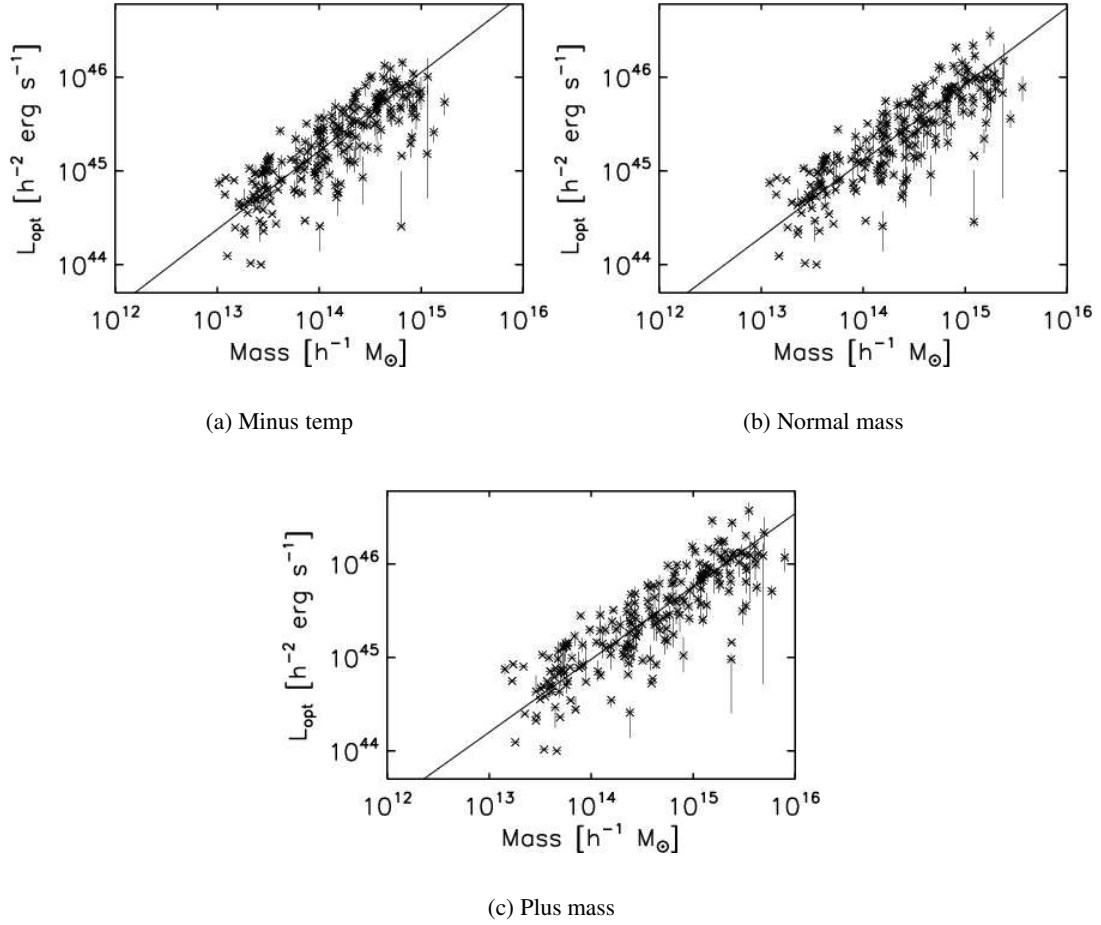 10^46
10^45
10^44
L_opt [h^−2 erg s^−1]
10^12 10^13 10^14 10^15 10^16
Mass [h^−1 M_⊙]
(a) Minus temp
10^46
10^45
10^44
L_opt [h^−2 erg s^−1]
10^12 10^13 10^14 10^15 10^16
Mass [h^−1 M_⊙]
(b) Normal mass
10^46
10^45
10^44
L_opt [h^−2 erg s^−1]
10^12 10^13 10^14 10^15 10^16
Mass [h^−1 M_⊙]
(c) Plus mass